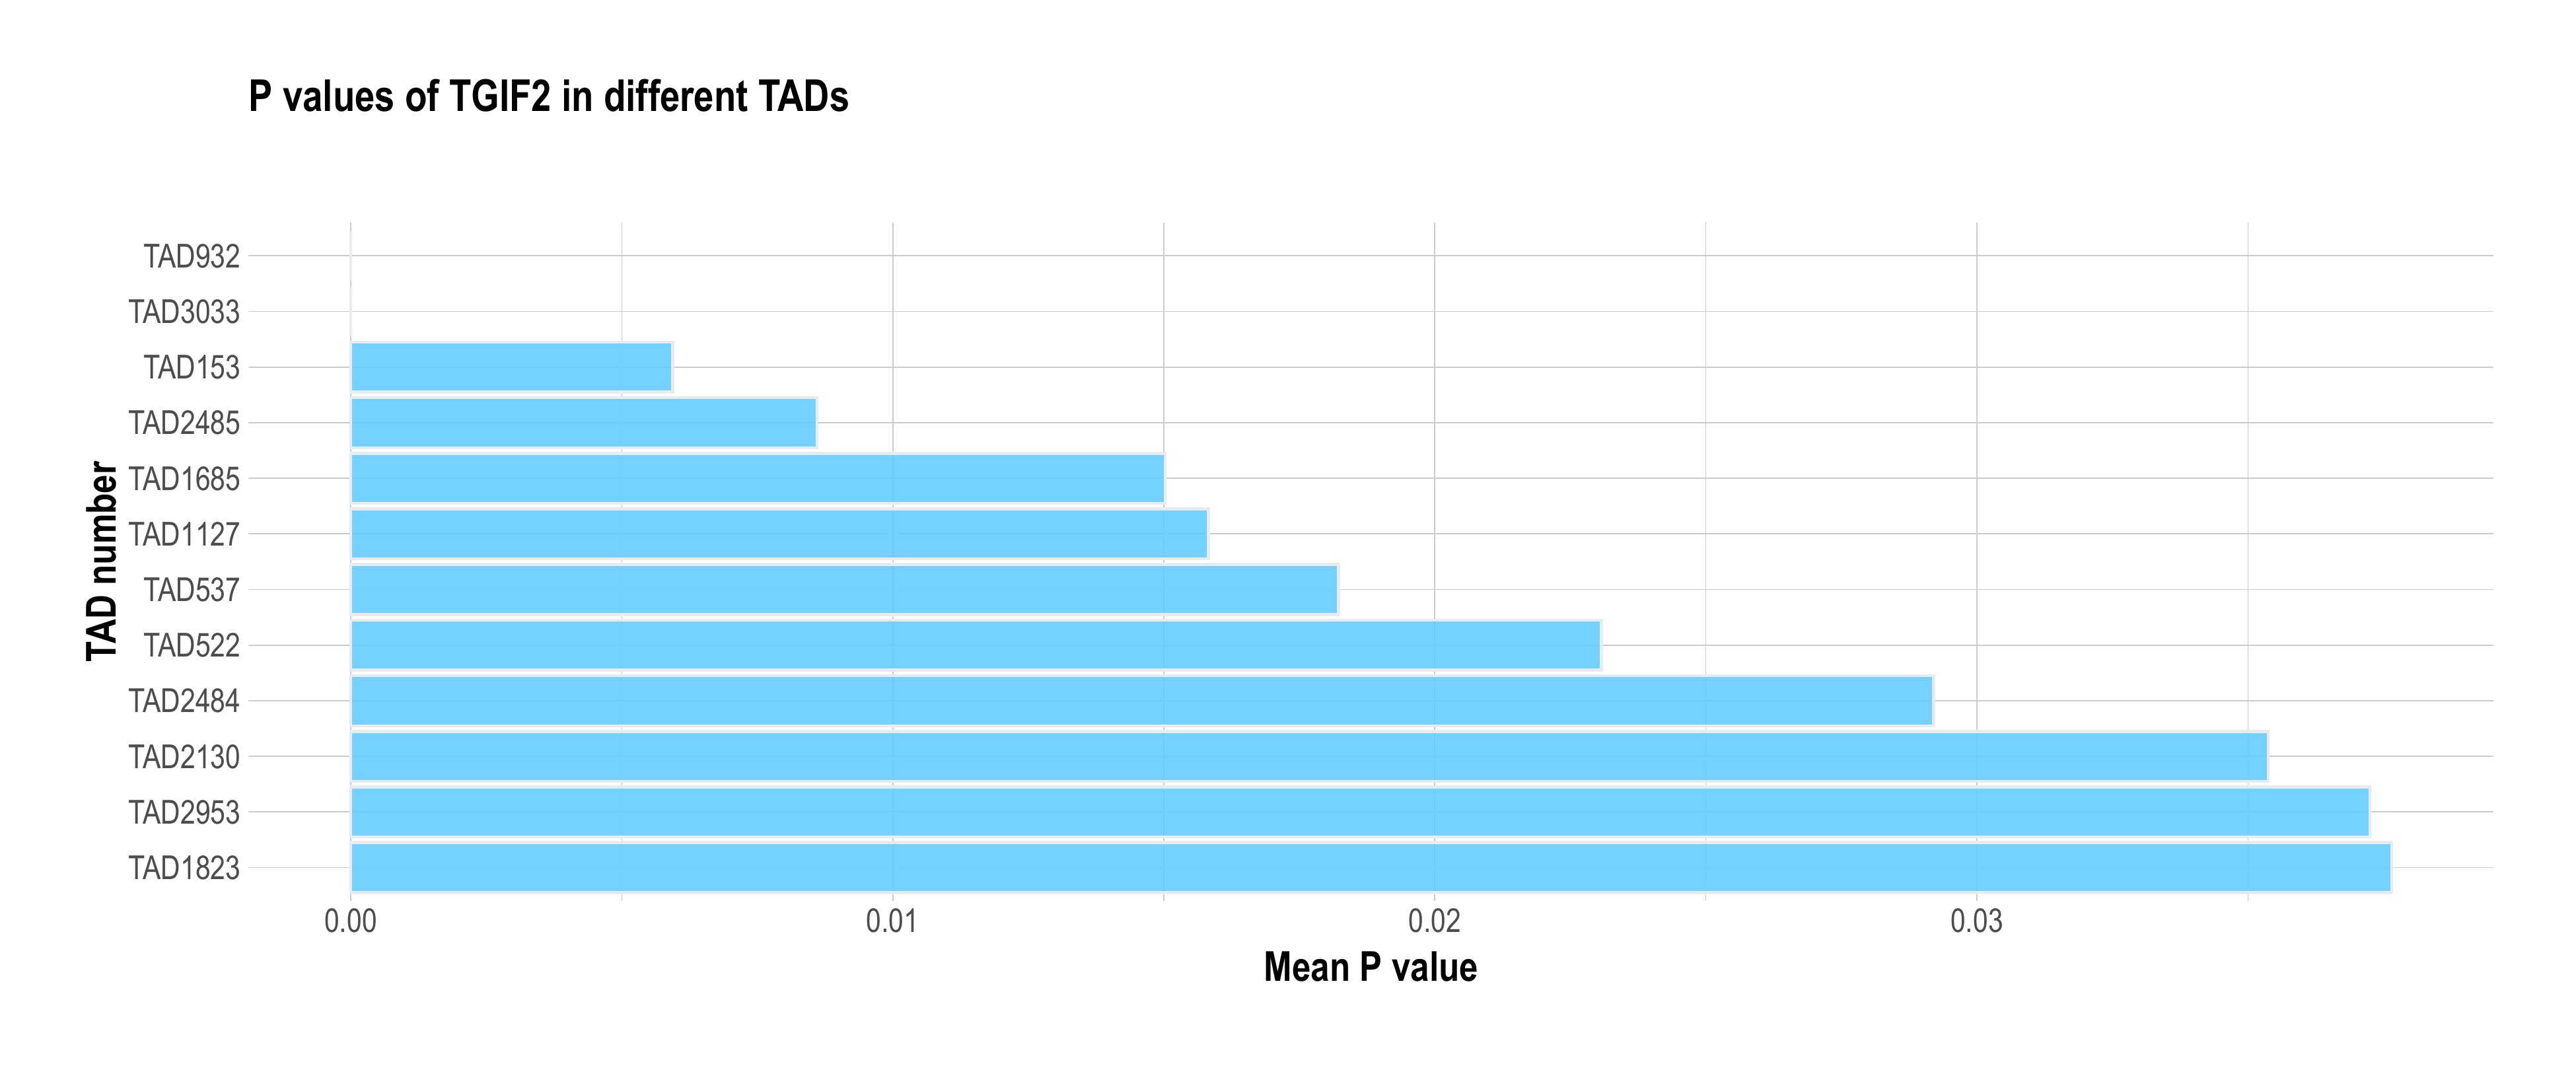 P values of TGIF2 in different TADs
TAD number
TAD932
TAD3033
TAD153
TAD2485
TAD1685
TAD1127
TAD537
TAD522
TAD2484
TAD2130
TAD2953
TAD1823
0.00 0.01 0.02 0.03
Mean P value